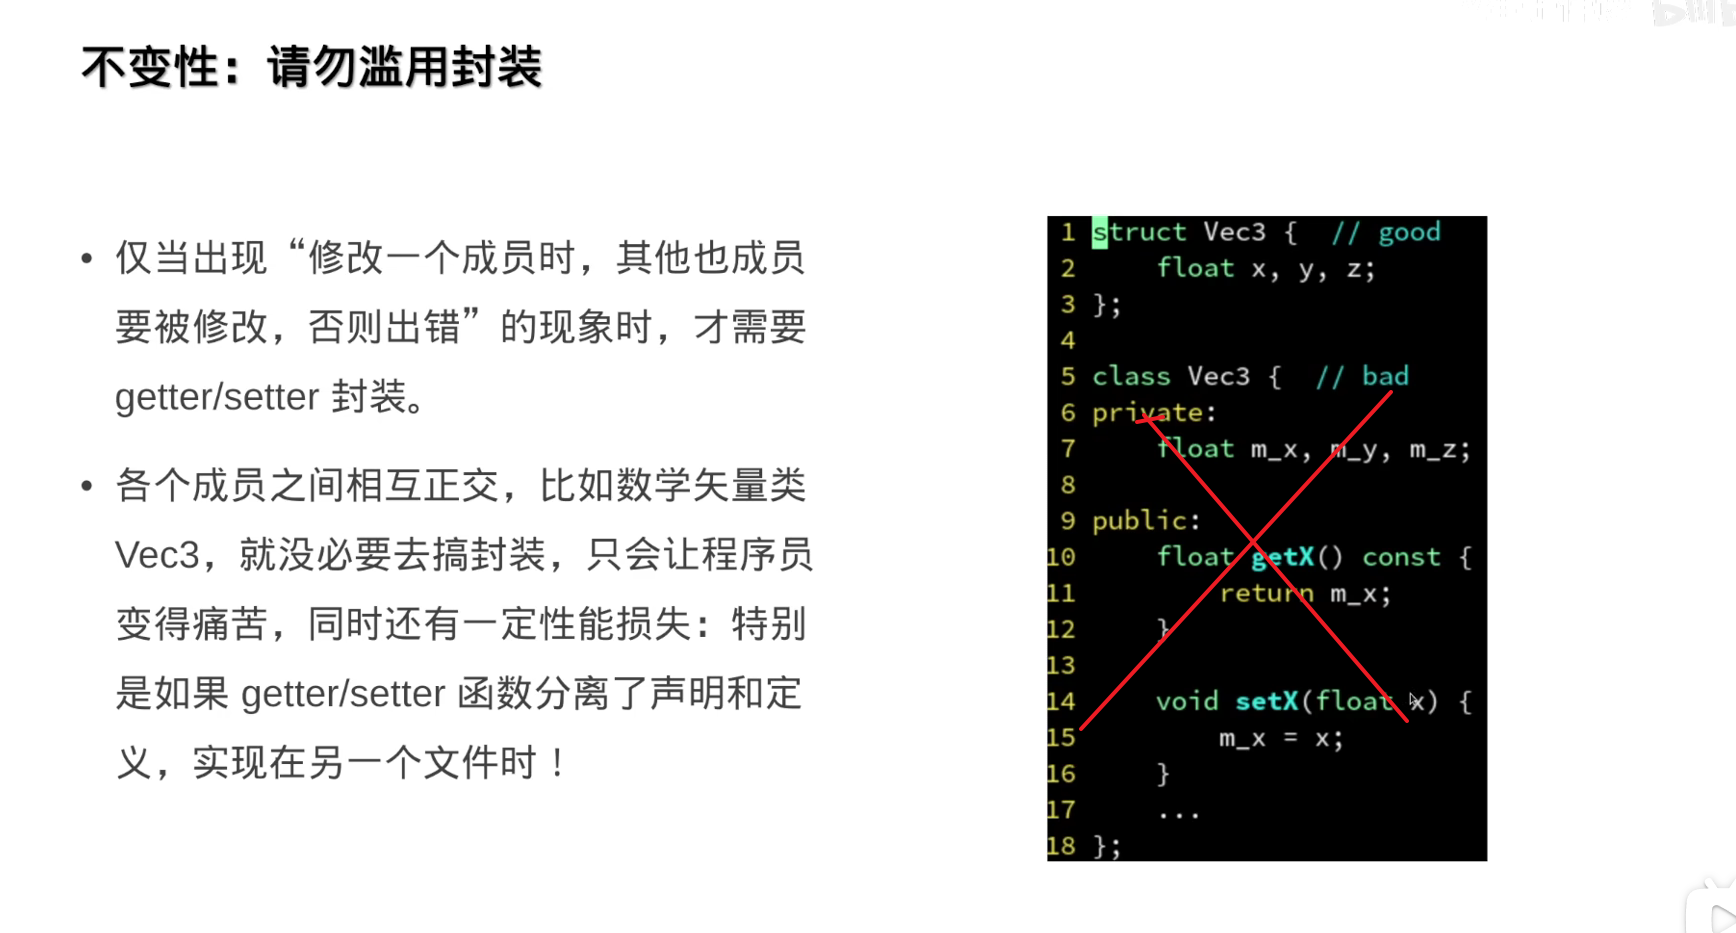 不变性：请勿滥用封装
• 仅当出现“修改一个成员时，其他也成员
要被修改，否则出错”的现象时，才需要
getter/setter 封装。
• 各个成员之间相互正交，比如数学矢量类
Vec3，就没必要去搞封装，只会让程序员
变得痛苦，同时还有一定性能损失：特别
是如果 getter/setter 函数分离了声明和定
义，实现在另一个文件时！
1 struct Vec3 {  // good
2     float x, y, z;
3 };
4
5 class Vec3 {  // bad
6 private:
7     float m_x, m_y, m_z;
8
9 public:
10     float getX() const {
11         return m_x;
12     }
13
14     void setX(float x) {
15         m_x = x;
16     }
17     ...
18 };